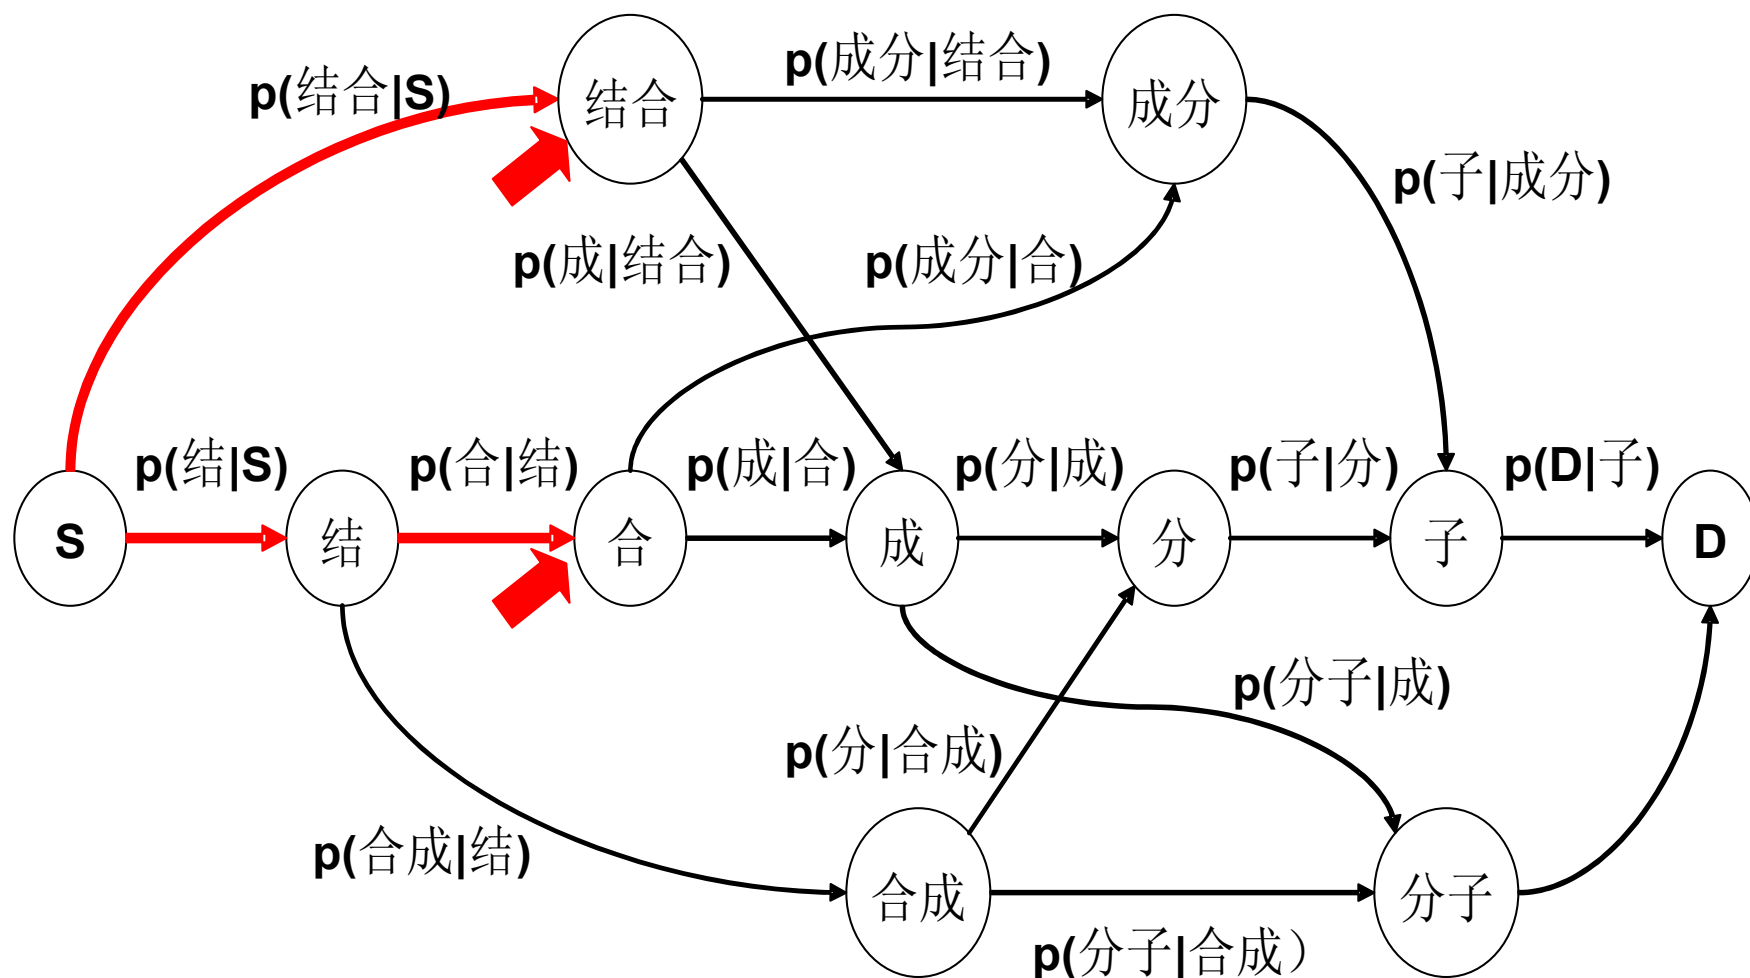 p(成分|结合)
p(结合|S)
结合
成分
p(子|成分)
p(成|结合)
p(成分|合)
p(结|S)
p(合|结)
p(成|合)
p(分|成)
p(子|分)
p(D|子)
S
结
合
成
分
子
D
p(分子|成)
p(分|合成)
p(合成|结)
合成
分子
p(分子|合成）